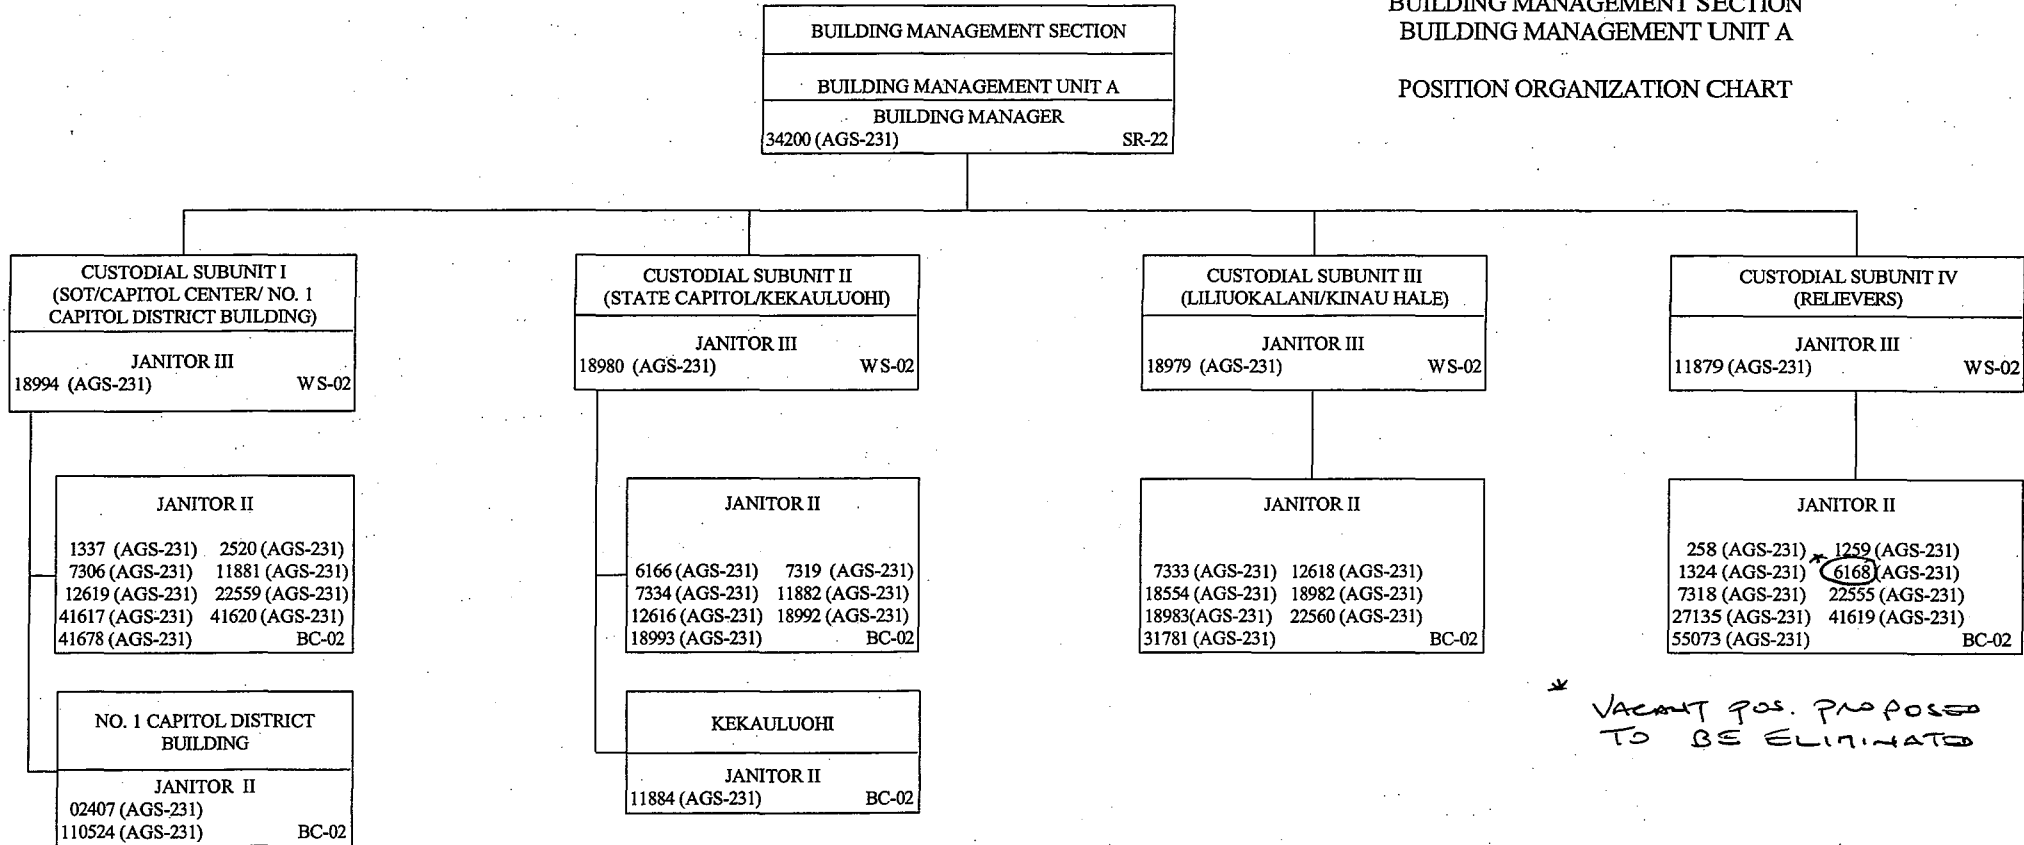 BUILDING MANAGEMENT SECTION
BUILDING MANAGEMENT UNIT A
POSITION ORGANIZATION CHART
BUILDING MANAGEMENT SECTION
BUILDING MANAGEMENT UNIT A
BUILDING MANAGER
34200 (AGS-231) SR-22
CUSTODIAL SUBUNIT I
(SOT/CAPITOL CENTER/ NO. 1
CAPITOL DISTRICT BUILDING)
JANITOR III
18994 (AGS-231) WS-02
JANITOR II
1337 (AGS-231) 2520 (AGS-231)
7306 (AGS-231) 11881 (AGS-231)
12619 (AGS-231) 22559 (AGS-231)
41617 (AGS-231) 41620 (AGS-231)
41678 (AGS-231) BC-02
NO. 1 CAPITOL DISTRICT
BUILDING
JANITOR II
02407 (AGS-231)
110524 (AGS-231) BC-02
CUSTODIAL SUBUNIT II
(STATE CAPITOL/KEKAULUOHI)
JANITOR III
18980 (AGS-231) WS-02
JANITOR II
6166 (AGS-231) 7319 (AGS-231)
7334 (AGS-231) 11882 (AGS-231)
12616 (AGS-231) 18992 (AGS-231)
18993 (AGS-231) BC-02
KEKAULUOHI
JANITOR II
11884 (AGS-231) BC-02
CUSTODIAL SUBUNIT III
(LILIUOKALANI/KINAU HALE)
JANITOR III
18979 (AGS-231) WS-02
JANITOR II
7333 (AGS-231) 12618 (AGS-231)
18554 (AGS-231) 18982 (AGS-231)
18983(AGS-231) 22560 (AGS-231)
31781 (AGS-231) BC-02
CUSTODIAL SUBUNIT IV
(RELIEVERS)
JANITOR III
11879 (AGS-231) WS-02
JANITOR II
258 (AGS-231) 1259 (AGS-231)
1324 (AGS-231) * 6168 (AGS-231)
7318 (AGS-231) 22555 (AGS-231)
27135 (AGS-231) 41619 (AGS-231)
55073 (AGS-231) BC-02
* VACANT POS. PROPOSED
TO BE ELIMINATED